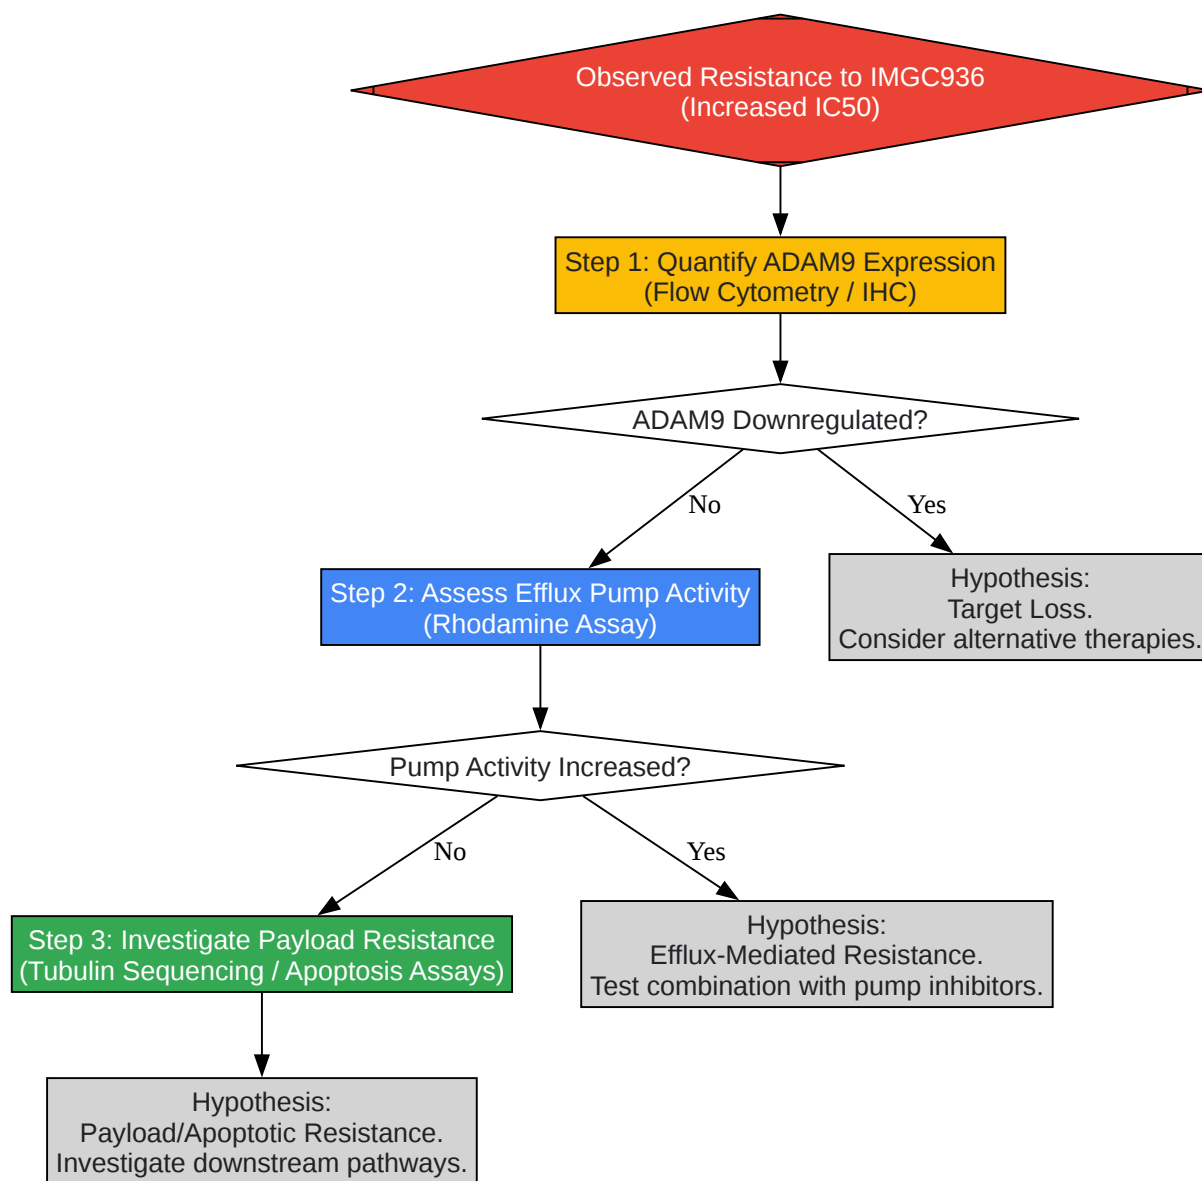 Observed Resistance to IMGC936
(Increased IC50)
Step 1: Quantify ADAM9 Expression
(Flow Cytometry / IHC)
ADAM9 Downregulated?
No
Yes
Step 2: Assess Efflux Pump Activity
(Rhodamine Assay)
Hypothesis:
Target Loss.
Consider alternative therapies.
Pump Activity Increased?
No
Yes
Step 3: Investigate Payload Resistance
(Tubulin Sequencing / Apoptosis Assays)
Hypothesis:
Efflux-Mediated Resistance.
Test combination with pump inhibitors.
Hypothesis:
Payload/Apoptotic Resistance.
Investigate downstream pathways.